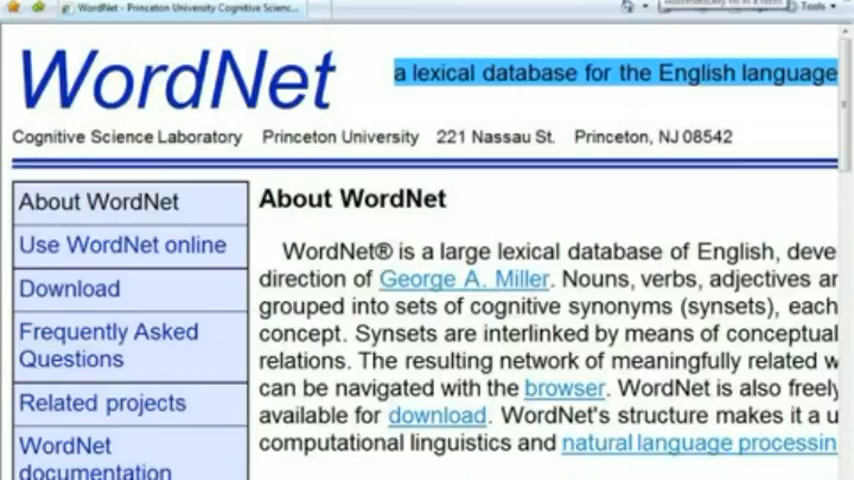 WordNet - Princeton University Cognitive Scienc...
Tools
WordNet
a lexical database for the English language
Cognitive Science Laboratory Princeton University 221 Nassau St. Princeton, NJ 08542
About WordNet
Use WordNet online
Download
Frequently Asked
Questions
Related projects
WordNet
documentation
About WordNet
WordNet® is a large lexical database of English, deve
direction of George A. Miller. Nouns, verbs, adjectives ar
grouped into sets of cognitive synonyms (synsets), each
concept. Synsets are interlinked by means of conceptual
relations. The resulting network of meaningfully related w
can be navigated with the browser. WordNet is also freely
available for download. WordNet's structure makes it a u
computational linguistics and natural language processin